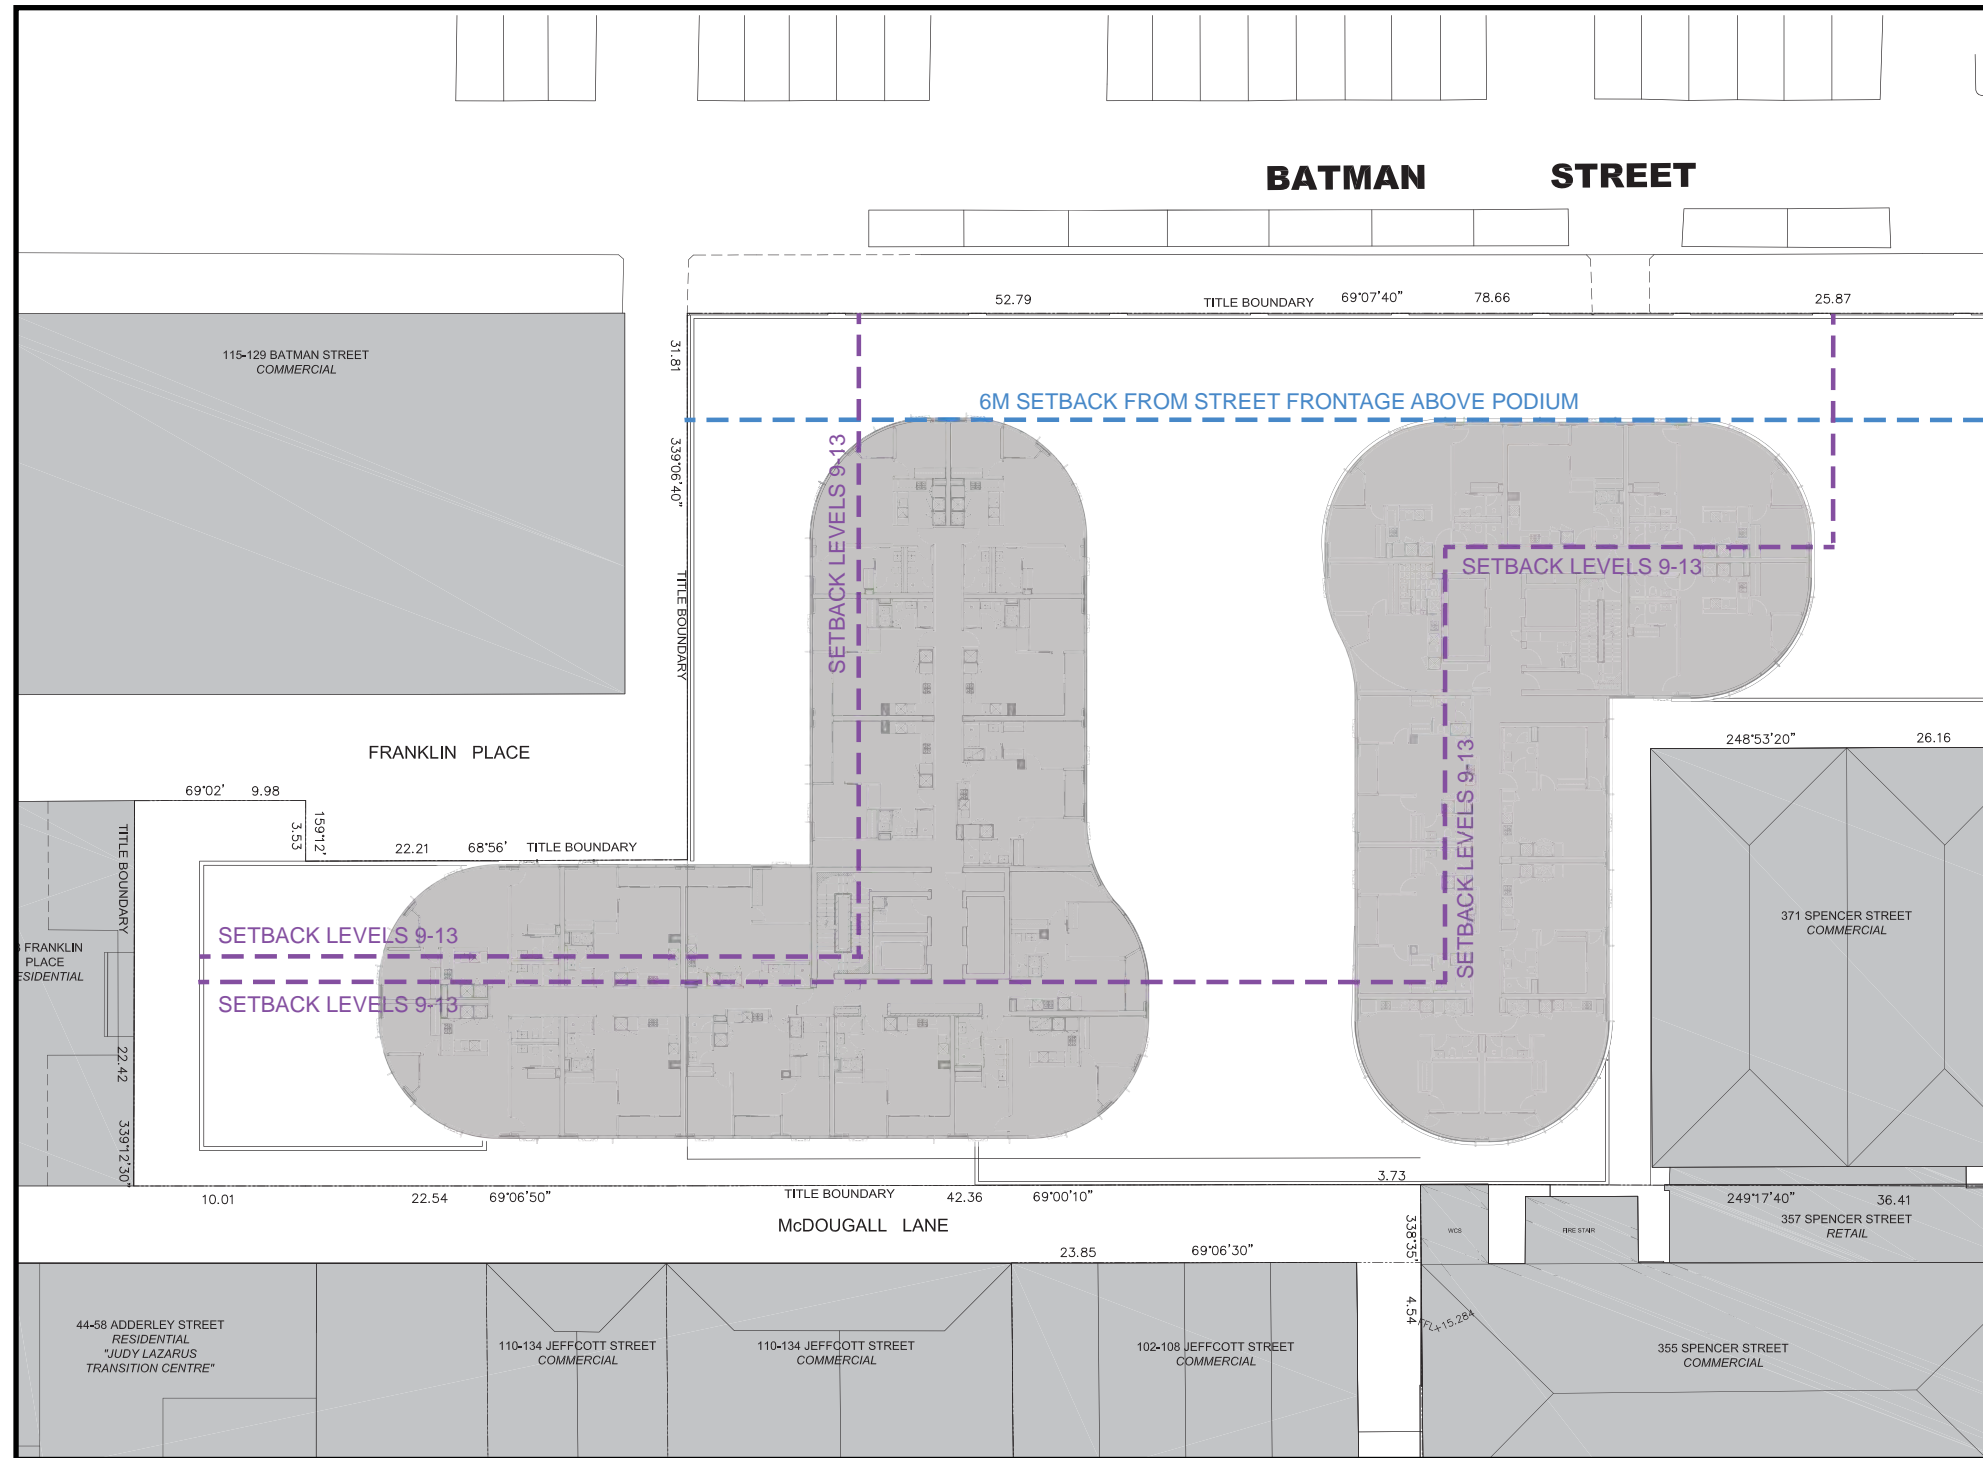 BATMAN STREET
52.79 TITLE BOUNDARY 69°07'40" 78.66 25.87
115-129 BATMAN STREET
COMMERCIAL
31.81
339°06'40"
TITLE BOUNDARY
6M SETBACK FROM STREET FRONTAGE ABOVE PODIUM
SETBACK LEVELS 9-13
SETBACK LEVELS 9-13
SETBACK LEVELS 9-13
FRANKLIN PLACE
248°53'20" 26.16
69°02' 9.98
3.53
159°12'
22.21 68°56' TITLE BOUNDARY
TITLE BOUNDARY
22.42
339°12'30"
FRANKLIN
PLACE
ESIDENTIAL
SETBACK LEVELS 9-13
SETBACK LEVELS 9-13
371 SPENCER STREET
COMMERCIAL
3.73
10.01 22.54 69°06'50" TITLE BOUNDARY 42.36 69°00'10"
249°17'40" 36.41
McDOUGALL LANE
357 SPENCER STREET
RETAIL
WCS
FIRE STAIR
338°35'
4.54
23.85 69°06'30"
FFL+15.284
44-58 ADDERLEY STREET
RESIDENTIAL
"JUDY LAZARUS
TRANSITION CENTRE"
110-134 JEFFCOTT STREET
COMMERCIAL
110-134 JEFFCOTT STREET
COMMERCIAL
102-108 JEFFCOTT STREET
COMMERCIAL
355 SPENCER STREET
COMMERCIAL